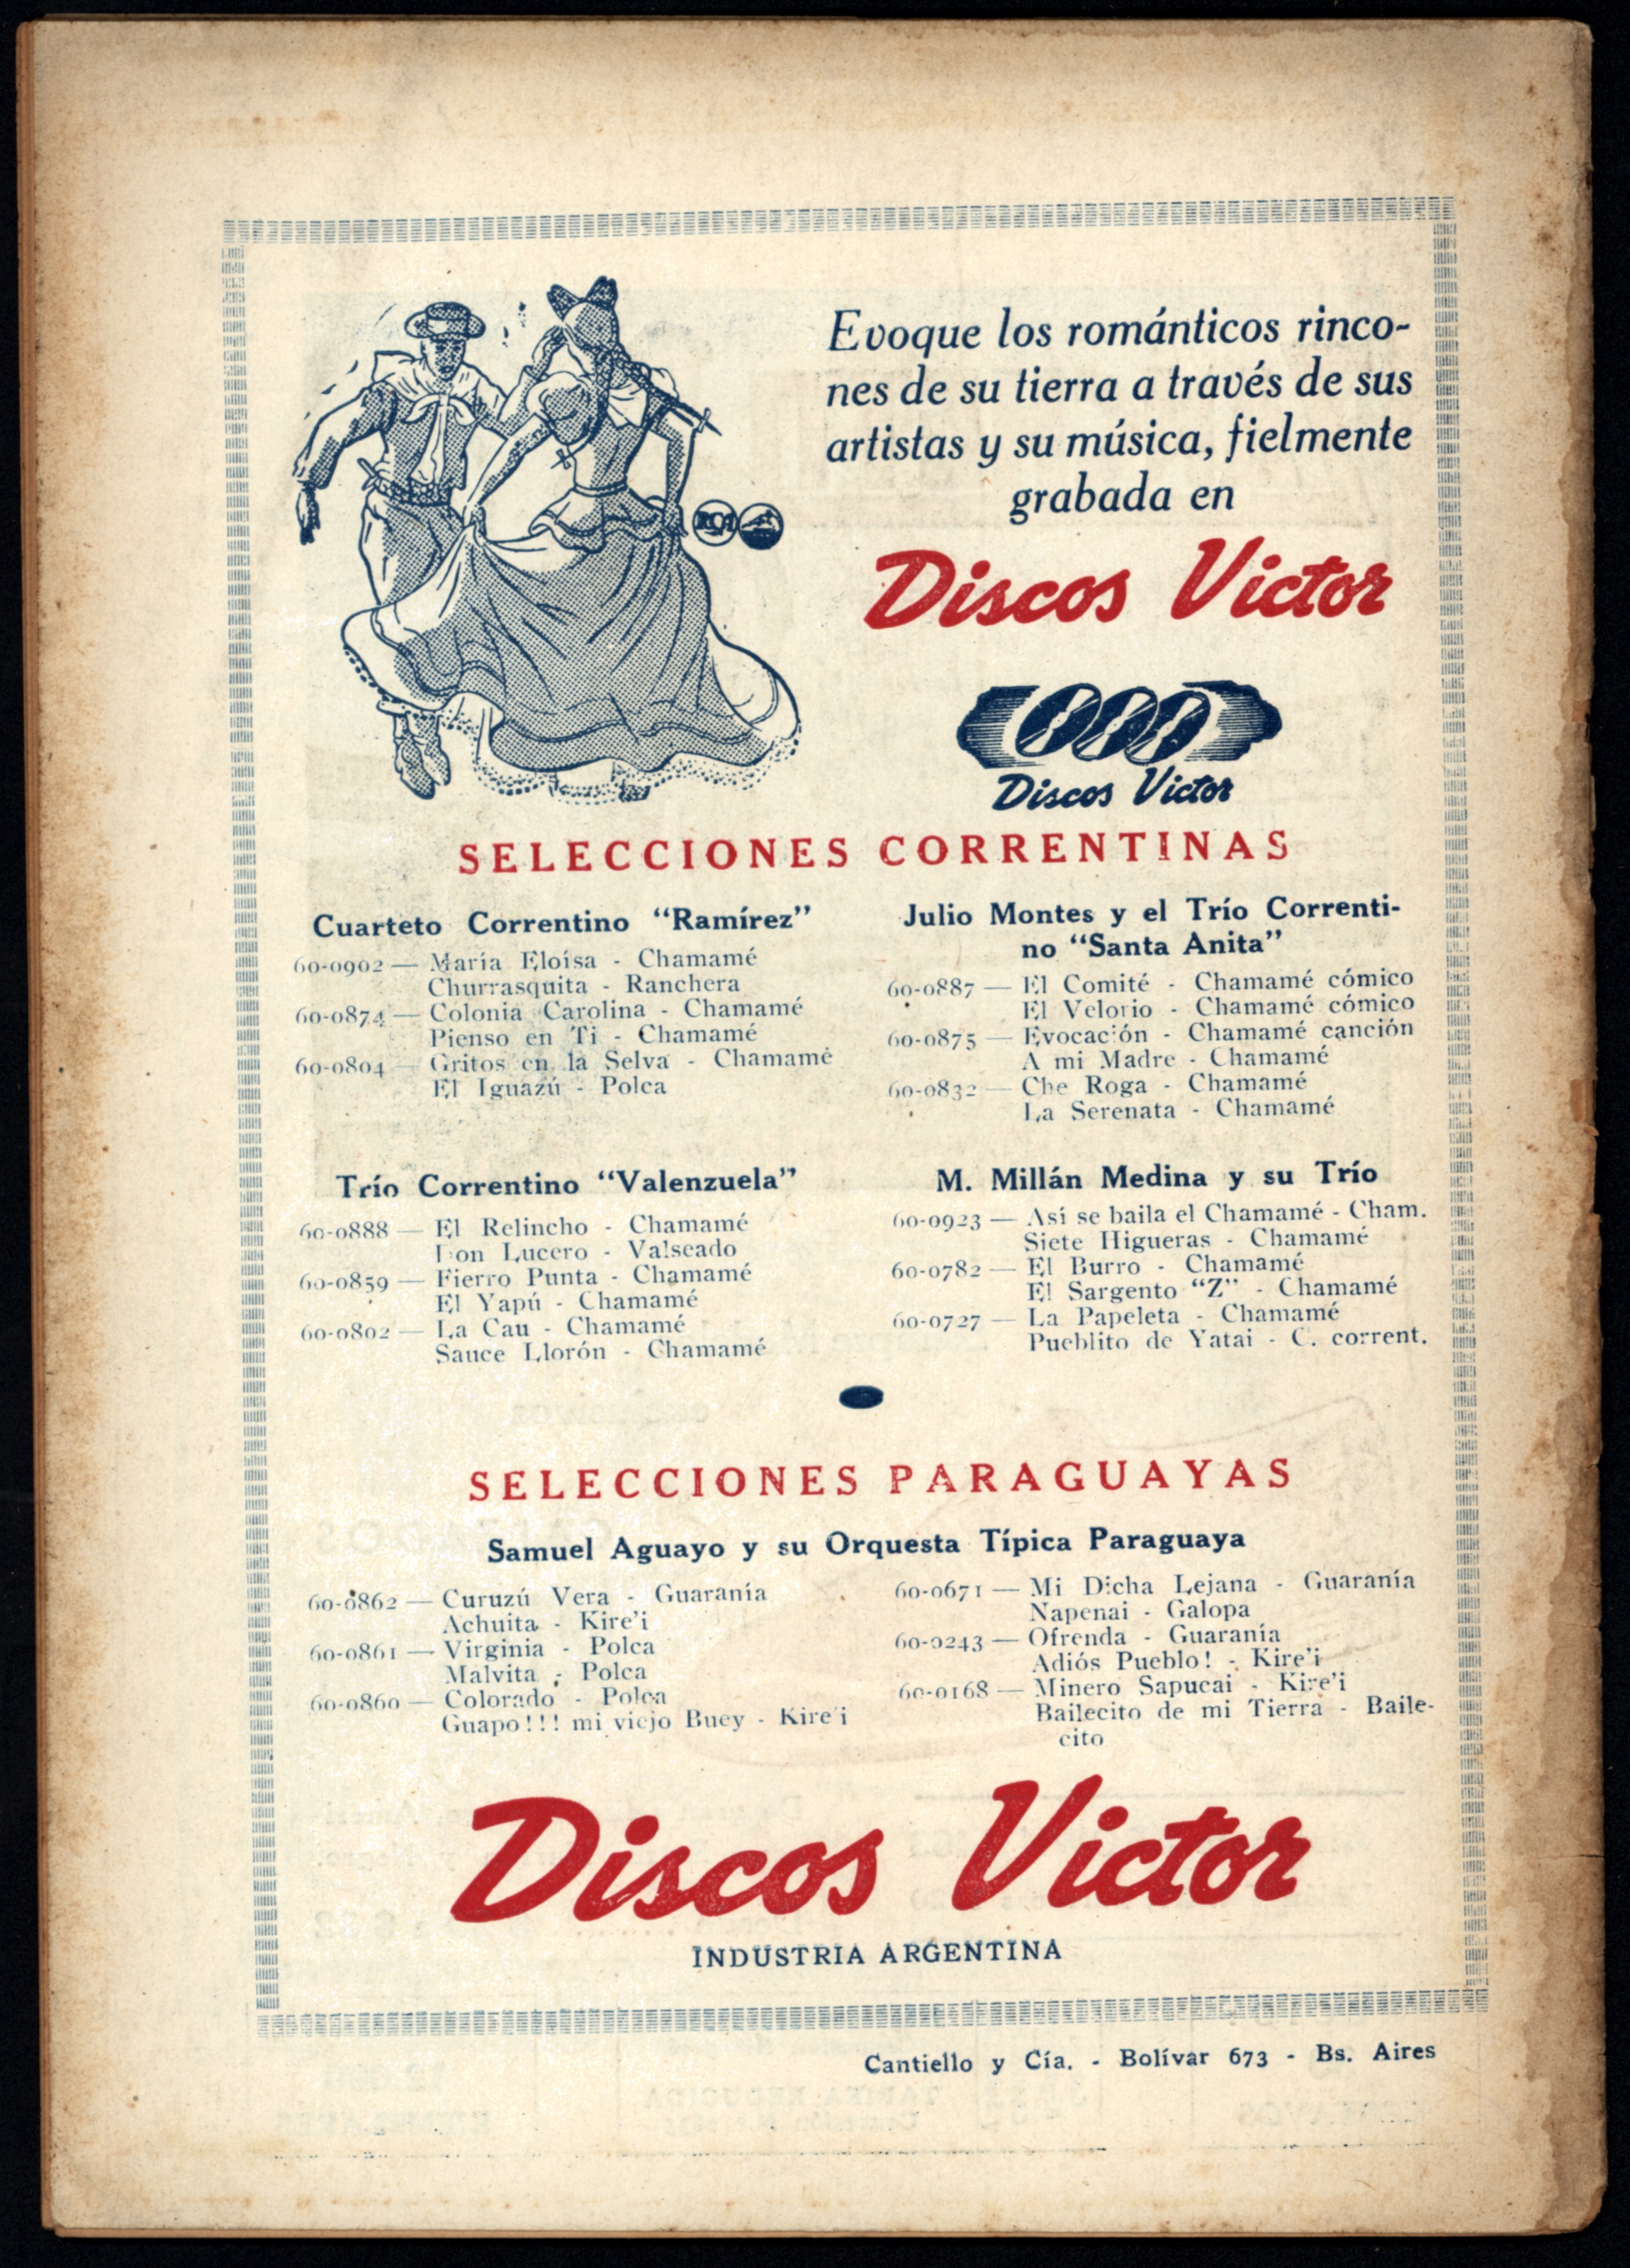 Evoque los románticos rinco-
nes de su tierra a través de sus
artistas y su música, fielmente
grabada en
Discos Victor
Discos Victor
SELECCIONES CORRENTINAS
Cuarteto Correntino “Ramírez”
60-0902 — María Eloísa - Chamamé
Churrasquita - Ranchera
60-0874 — Colonia Carolina - Chamamé
Pienso en Ti - Chamamé
60-0804 — Gritos en la Selva - Chamamé
El Iguazú - Polca
Julio Montes y el Trío Correnti-
no “Santa Anita”
60-0887 — El Comité - Chamamé cómico
El Velorio - Chamamé cómico
60-0875 — Evocación - Chamamé canción
A mi Madre - Chamamé
60-0832 — Che Roga - Chamamé
La Serenata - Chamamé
Trío Correntino “Valenzuela”
60-0888 — El Relincho - Chamamé
Don Lucero - Valseado
60-0859 — Fierro Punta - Chamamé
El Yapú - Chamamé
60-0802 — La Cau - Chamamé
Sauce Llorón - Chamamé
M. Millán Medina y su Trío
60-0923 — Así se baila el Chamamé - Cham.
Siete Higueras - Chamamé
60-0782 — El Burro - Chamamé
El Sargento “Z” - Chamamé
60-0727 — La Papeleta - Chamamé
Pueblito de Yatai - C. corrent.
SELECCIONES PARAGUAYAS
Samuel Aguayo y su Orquesta Típica Paraguaya
60-0862 — Curuzú Vera - Guaranía
Achuita - Kire’i
60-0861 — Virginia - Polca
Malvita - Polca
60-0860 — Colorado - Polca
Guapo!!! mi viejo Buey - Kire’i
60-0671 — Mi Dicha Lejana - Guaranía
Napenai - Galopa
60-0243 — Ofrenda - Guaranía
Adiós Pueblo! - Kire’i
60-0168 — Minero Sapucai - Kire’i
Bailecito de mi Tierra - Baile-
cito
Discos Victor
INDUSTRIA ARGENTINA
Cantiello y Cía. - Bolívar 673 - Bs. Aires